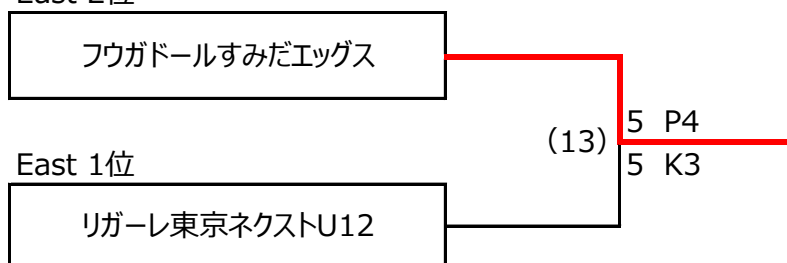 East 2位
フウガドールすみだエッグス
(13)
5 P4
5 K3
East 1位
リガーレ東京ネクストU12